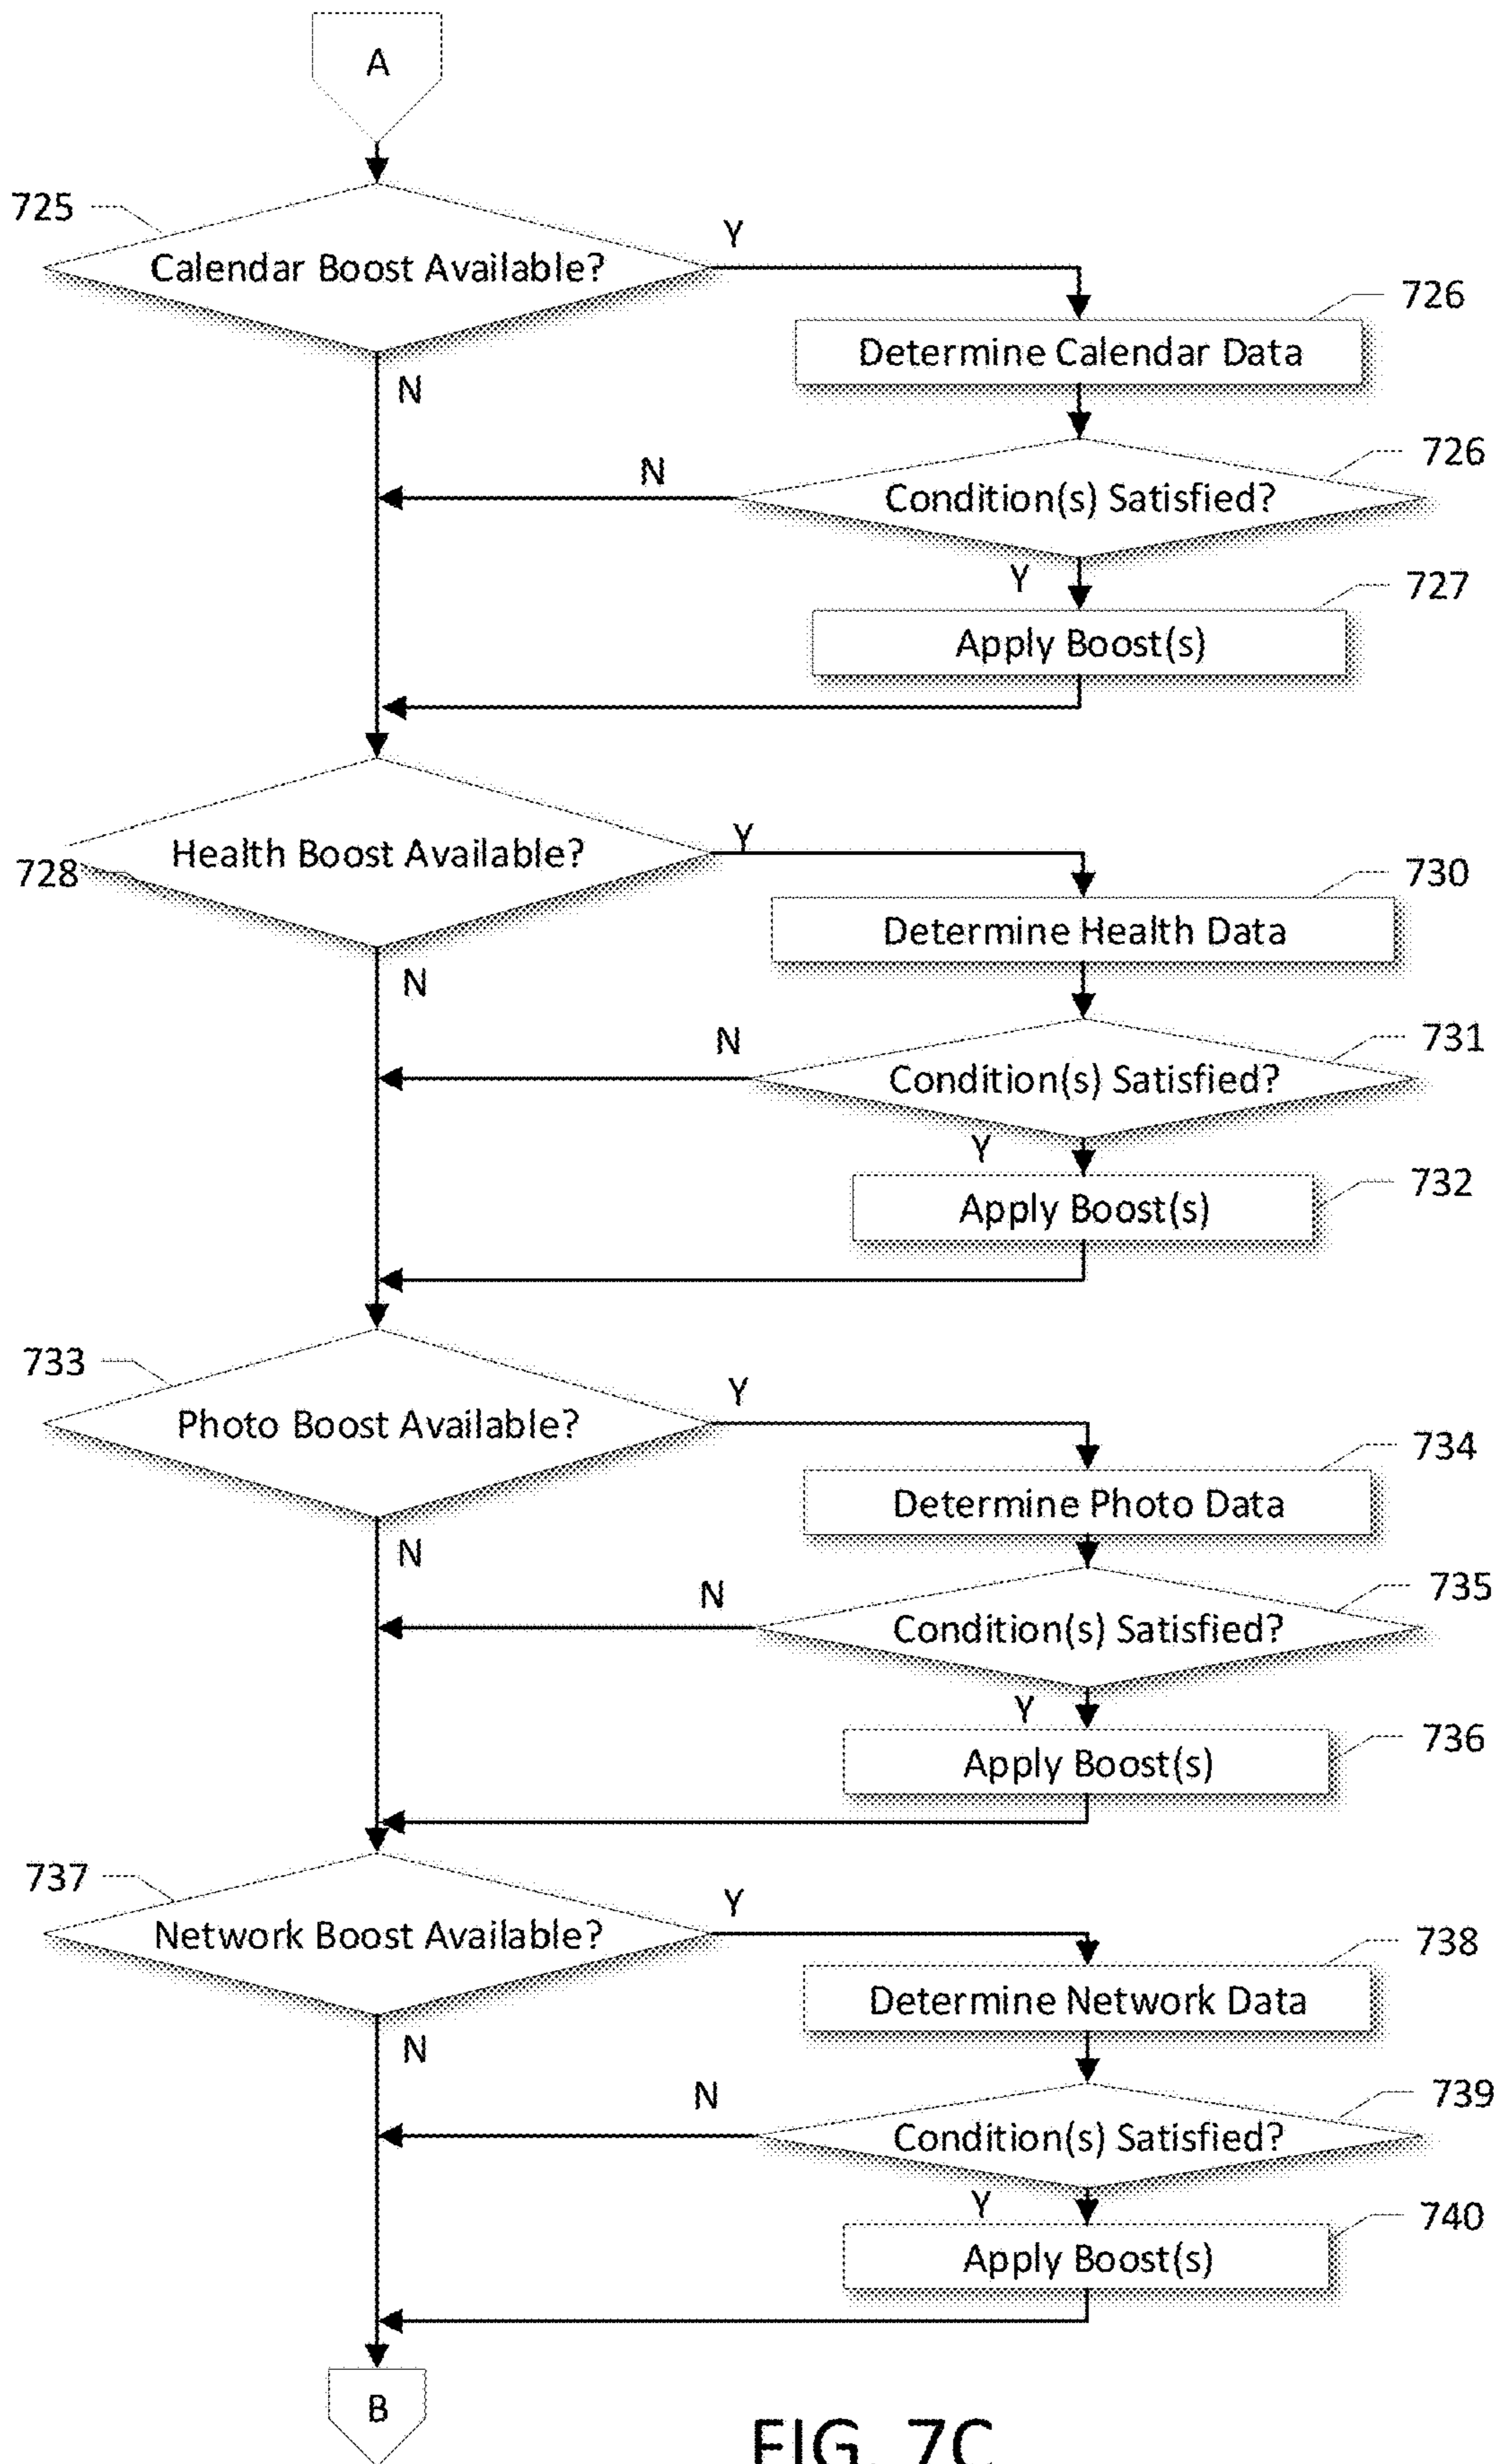 A
725
Calendar Boost Available?
Y
726
Determine Calendar Data
N
726
N
Condition(s) Satisfied?
Y
727
Apply Boost(s)
Health Boost Available?
Y
728
730
Determine Health Data
N
731
N
Condition(s) Satisfied?
Y
732
Apply Boost(s)
733
Photo Boost Available?
Y
734
Determine Photo Data
N
735
N
Condition(s) Satisfied?
Y
736
Apply Boost(s)
737
Network Boost Available?
Y
738
Determine Network Data
N
739
N
Condition(s) Satisfied?
Y
740
Apply Boost(s)
B
FIG. 7C